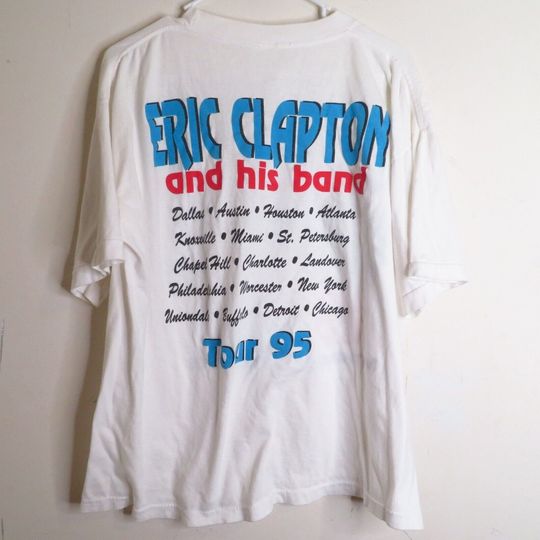 ERIC CLAPTON
and his band
Dallas • Austin • Houston • Atlanta
Knoxville • Miami • St. Petersburg
Chapel Hill • Charlotte • Landover
Philadelphia • Worcester • New York
Uniondale • Buffalo • Detroit • Chicago
Tour 95